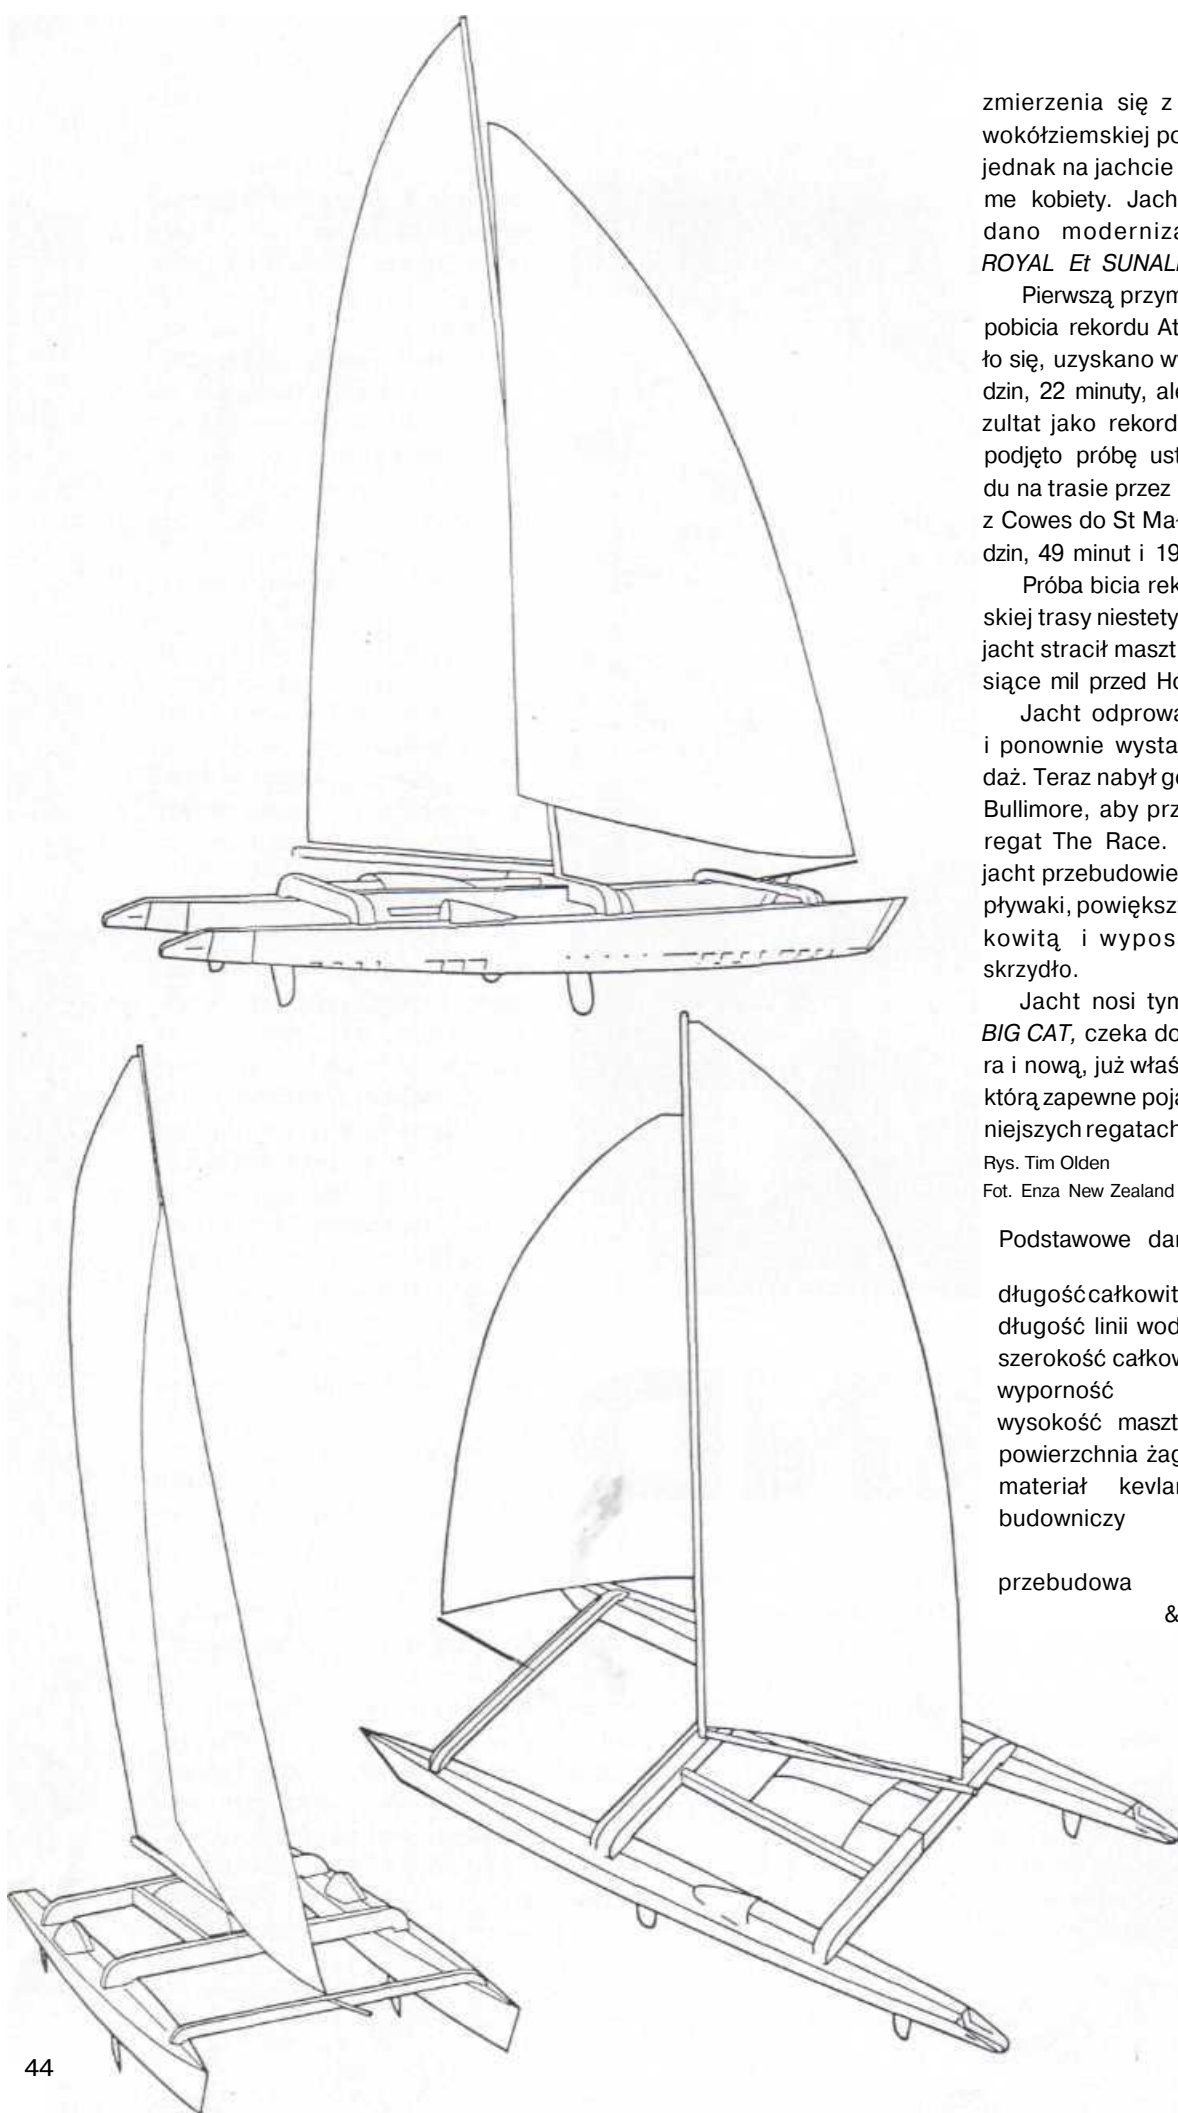 zmierzenia się z
wokółziemskiej po
jednak na jachcie
me kobiety. Jach
dano moderniza
ROYAL Et SUNAL
Pierwszą przym
pobicia rekordu At
ło się, uzyskano w
dzin, 22 minuty, ale
zultat jako rekord
podjęto próbę ust
du na trasie przez
z Cowes do St Ma
dzin, 49 minut i 19
Próba bicia rek
skiej trasy niestety
jacht stracił maszt
siące mil przed Ho
Jacht odprowa
i ponownie wysta
daż. Teraz nabył go
Bullimore, aby prz
regat The Race.
jacht przebudowie
pływaki, powiększ
kowitą i wypos
skrzydło.
Jacht nosi tym
BIG CAT, czeka do
ra i nową, już właś
którą zapewne poja
niejszych regatach
Rys. Tim Olden
Fot. Enza New Zealand
Podstawowe dar
długość całkowit
długość linii wod
szerokość całkow
wyporność
wysokość maszt
powierzchnia żag
materiał kevlar
budowniczy
przebudowa
&
44